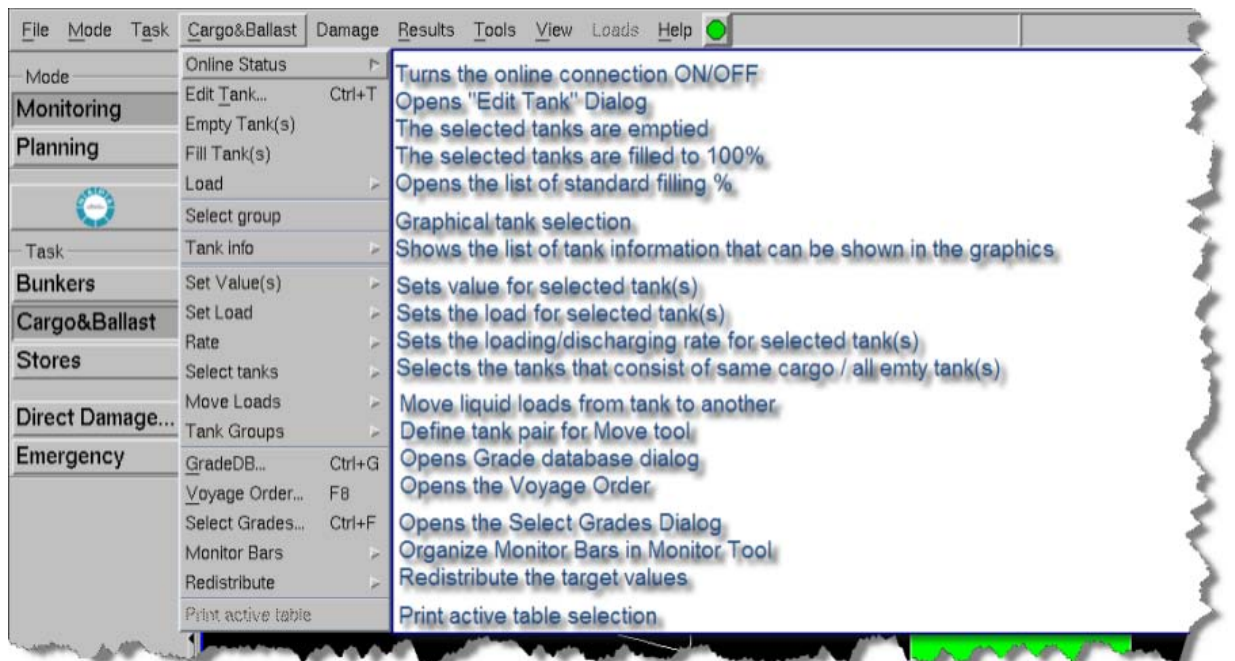 File Mode Task Cargo&Ballast Damage Results Tools View Loads Help
Mode
Monitoring
Planning
Task
Bunkers
Cargo&Ballast
Stores
Direct Damage...
Emergency
Online Status Turns the online connection ON/OFF
Edit Tank... Ctrl+T Opens "Edit Tank" Dialog
Empty Tank(s) The selected tanks are emptied
Fill Tank(s) The selected tanks are filled to 100%
Load Opens the list of standard filling %
Select group Graphical tank selection
Tank info Shows the list of tank information that can be shown in the graphics
Set Value(s) Sets value for selected tank(s)
Set Load Sets the load for selected tank(s)
Rate Sets the loading/discharging rate for selected tank(s)
Select tanks Selects the tanks that consist of same cargo / all emty tank(s)
Move Loads Move liquid loads from tank to another
Tank Groups Define tank pair for Move tool
GradeDB... Ctrl+G Opens Grade database dialog
Voyage Order... F8 Opens the Voyage Order
Select Grades... Ctrl+F Opens the Select Grades Dialog
Monitor Bars Organize Monitor Bars in Monitor Tool
Redistribute Redistribute the target values
Print active table Print active table selection